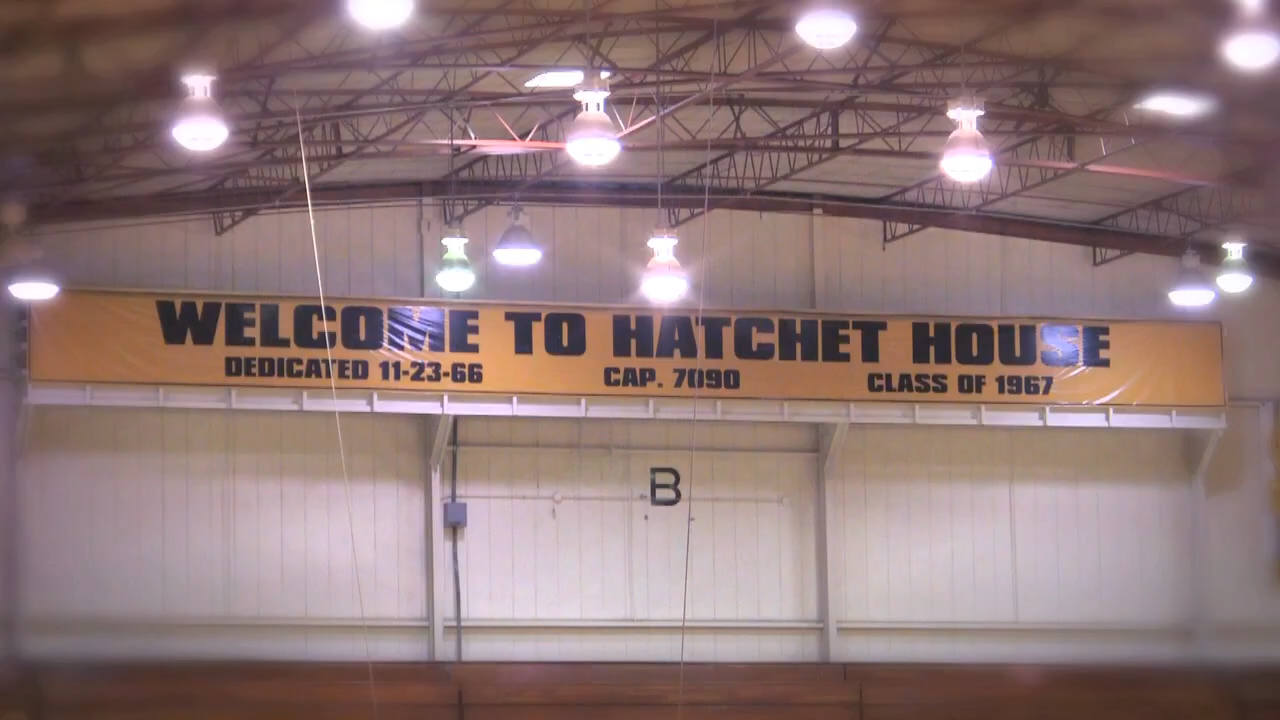 WELCOME TO HATCHET HOUSE
DEDICATED 11-23-66 CAP. 7090 CLASS OF 1967
B